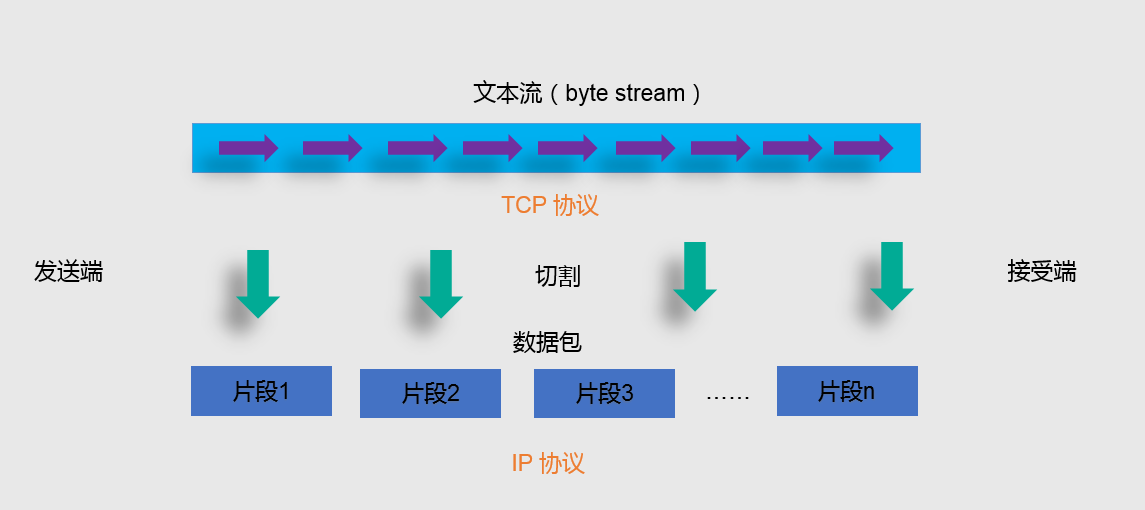 文本流（byte stream）
TCP 协议
发送端
切割
接受端
数据包
片段1
片段2
片段3
……
片段n
IP 协议